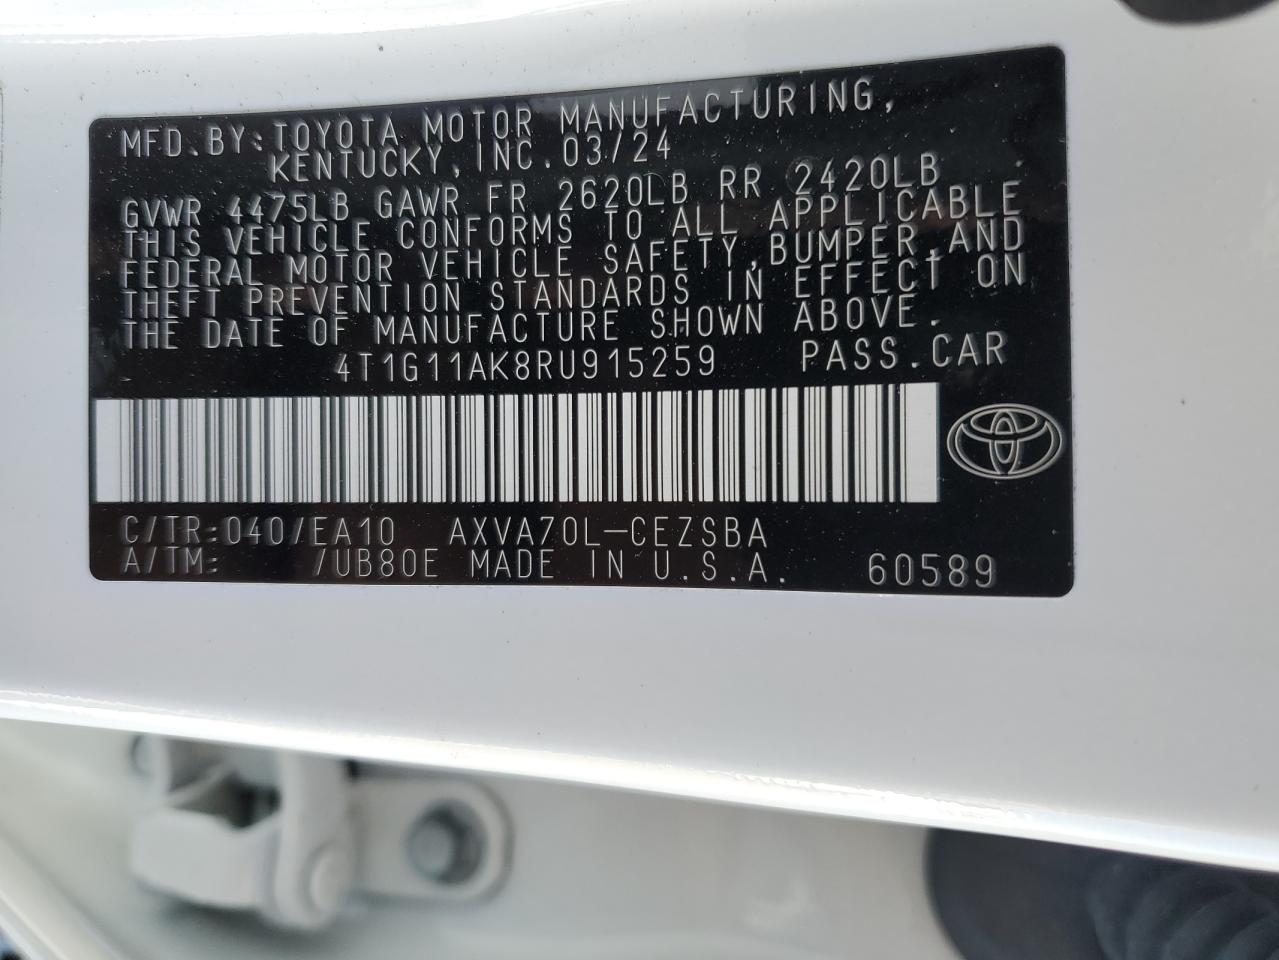 MFD. BY: TOYOTA MOTOR MANUFACTURING,
KENTUCKY, INC. 03/24
GVWR 4475LB GAWR FR 2620LB RR 2420LB
THIS VEHICLE CONFORMS TO ALL APPLICABLE
FEDERAL MOTOR VEHICLE SAFETY, BUMPER, AND
THEFT PREVENTION STANDARDS IN EFFECT ON
THE DATE OF MANUFACTURE SHOWN ABOVE.
4T1G11AK8RU915259 PASS. CAR
C/TR: 040/EA10 AXVA70L-CEZSBA
A/TM: /UB80E MADE IN U.S.A. 60589